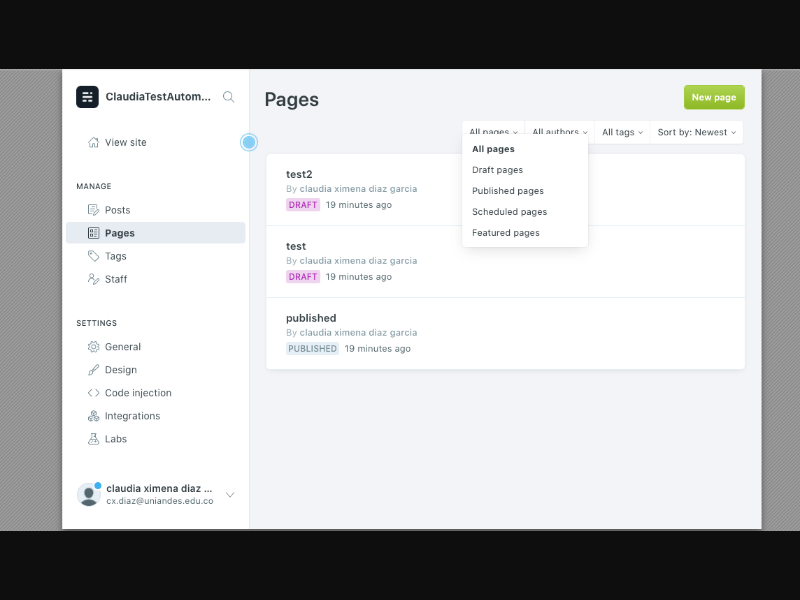 ClaudiaTestAutom...
View site
MANAGE
Posts
Pages
Tags
Staff
SETTINGS
General
Design
Code injection
Integrations
Labs
claudia ximena diaz ...
cx.diaz@uniandes.edu.co
Pages
New page
All pages
All authors
All tags
Sort by: Newest
All pages
Draft pages
Published pages
Scheduled pages
Featured pages
test2
By claudia ximena diaz garcia
DRAFT 19 minutes ago
test
By claudia ximena diaz garcia
DRAFT 19 minutes ago
published
By claudia ximena diaz garcia
PUBLISHED 19 minutes ago